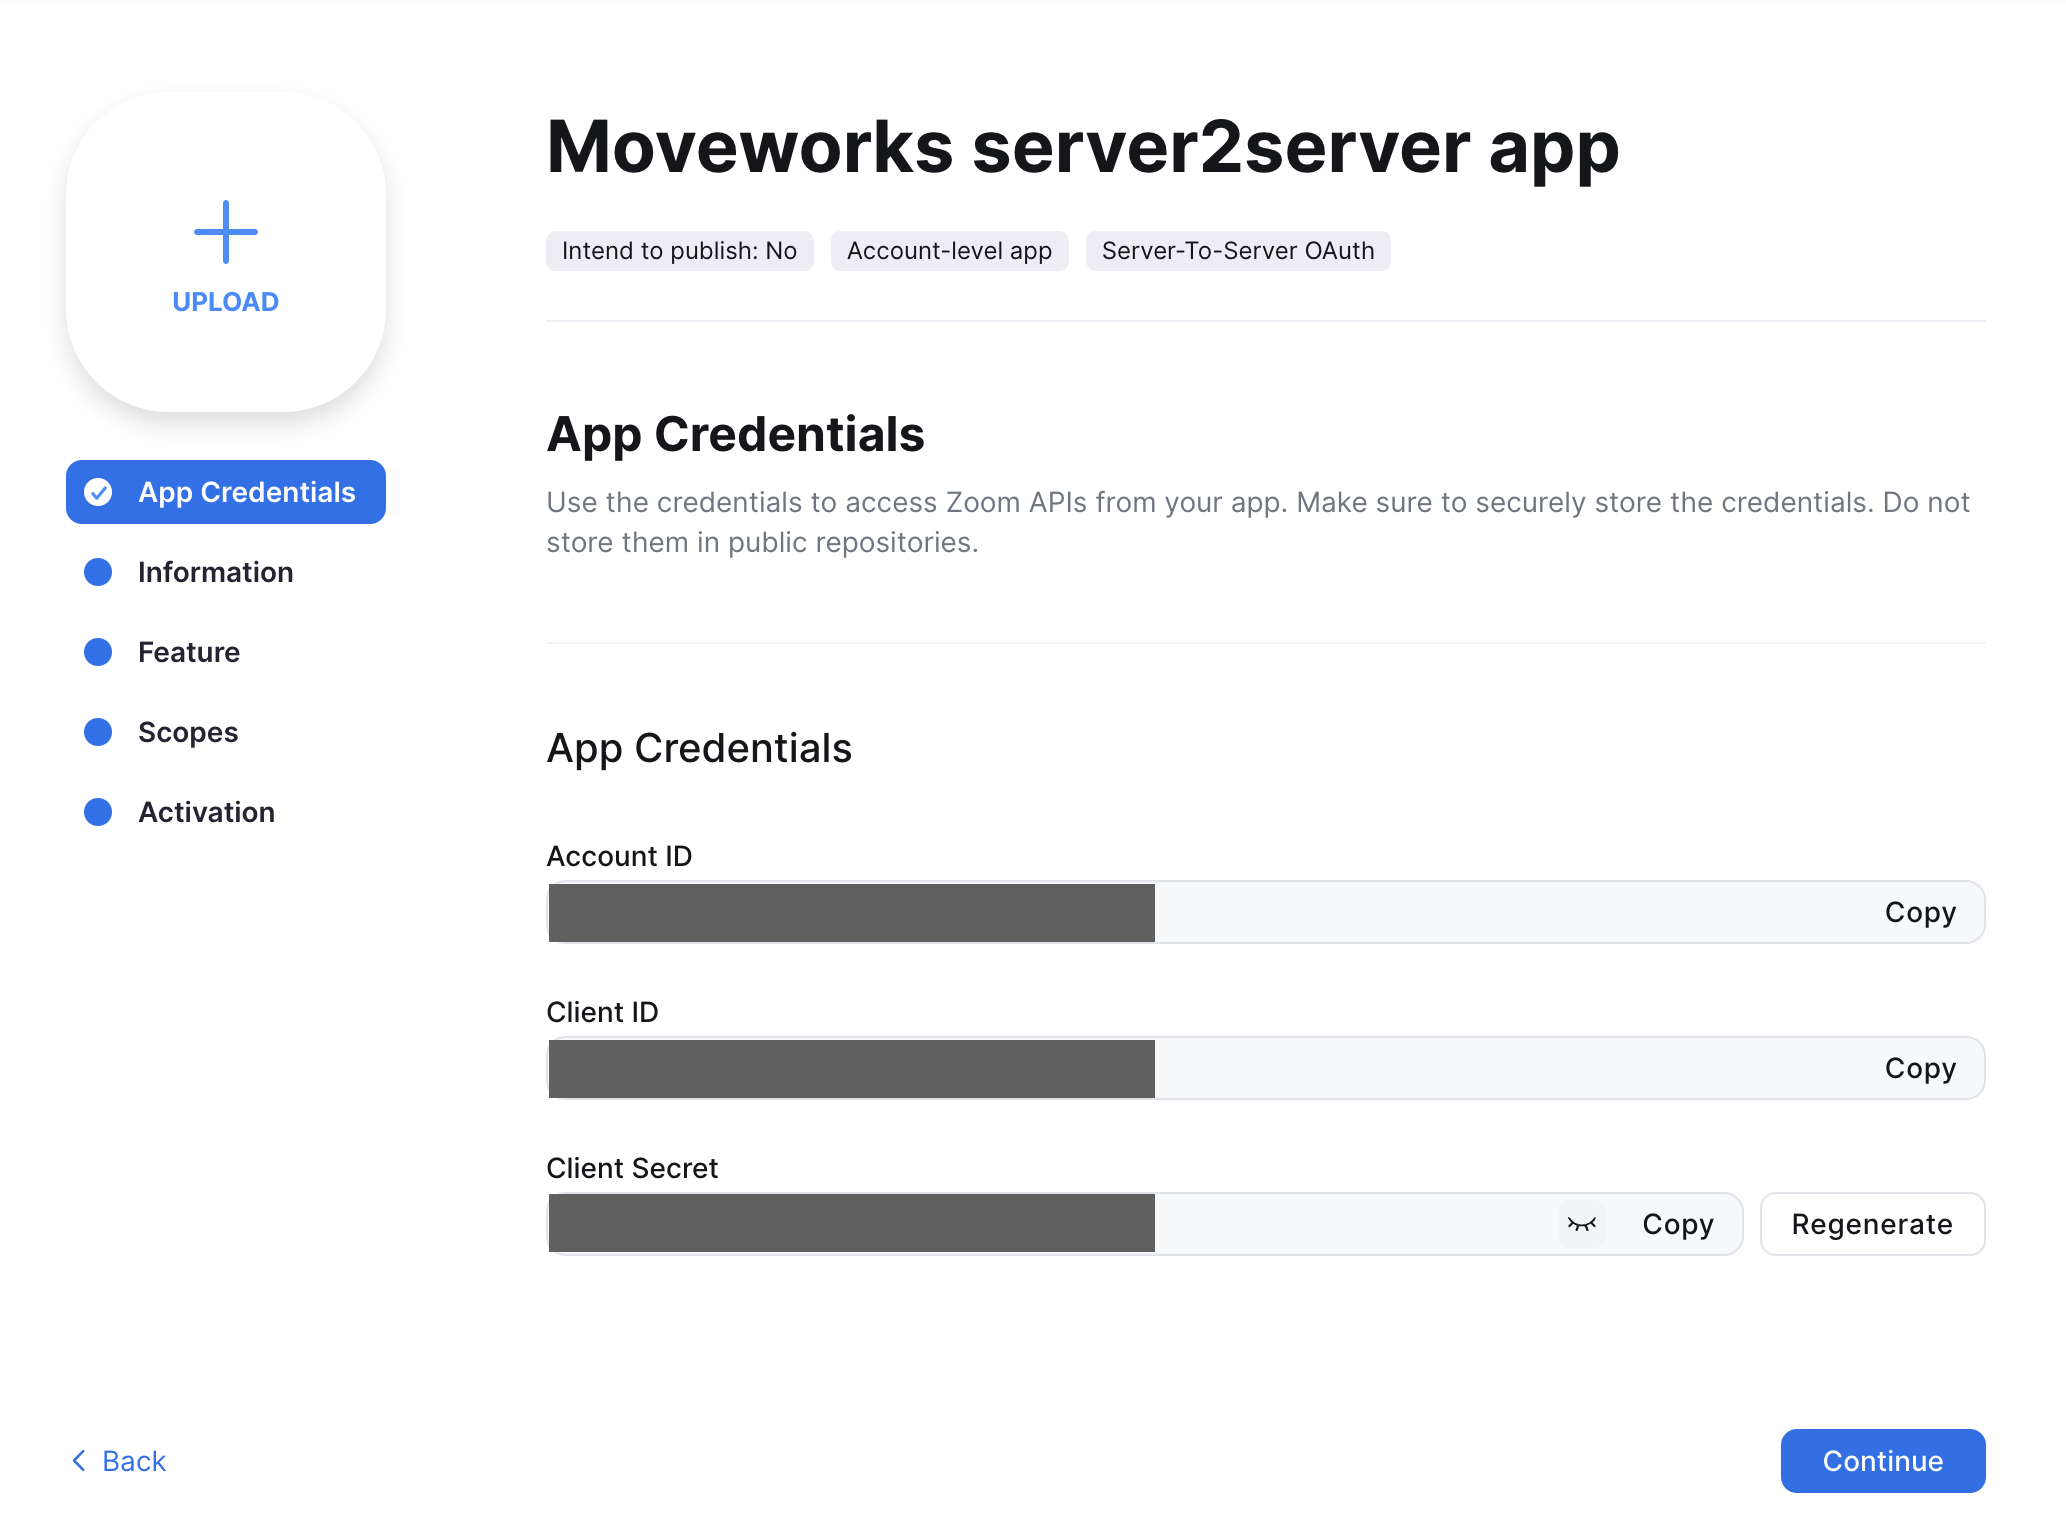 UPLOAD
App Credentials
Information
Feature
Scopes
Activation
Moveworks server2server app
Intend to publish: No
Account-level app
Server-To-Server OAuth
App Credentials
Use the credentials to access Zoom APIs from your app. Make sure to securely store the credentials. Do not
store them in public repositories.
App Credentials
Account ID
Copy
Client ID
Copy
Client Secret
Copy
Regenerate
Back
Continue